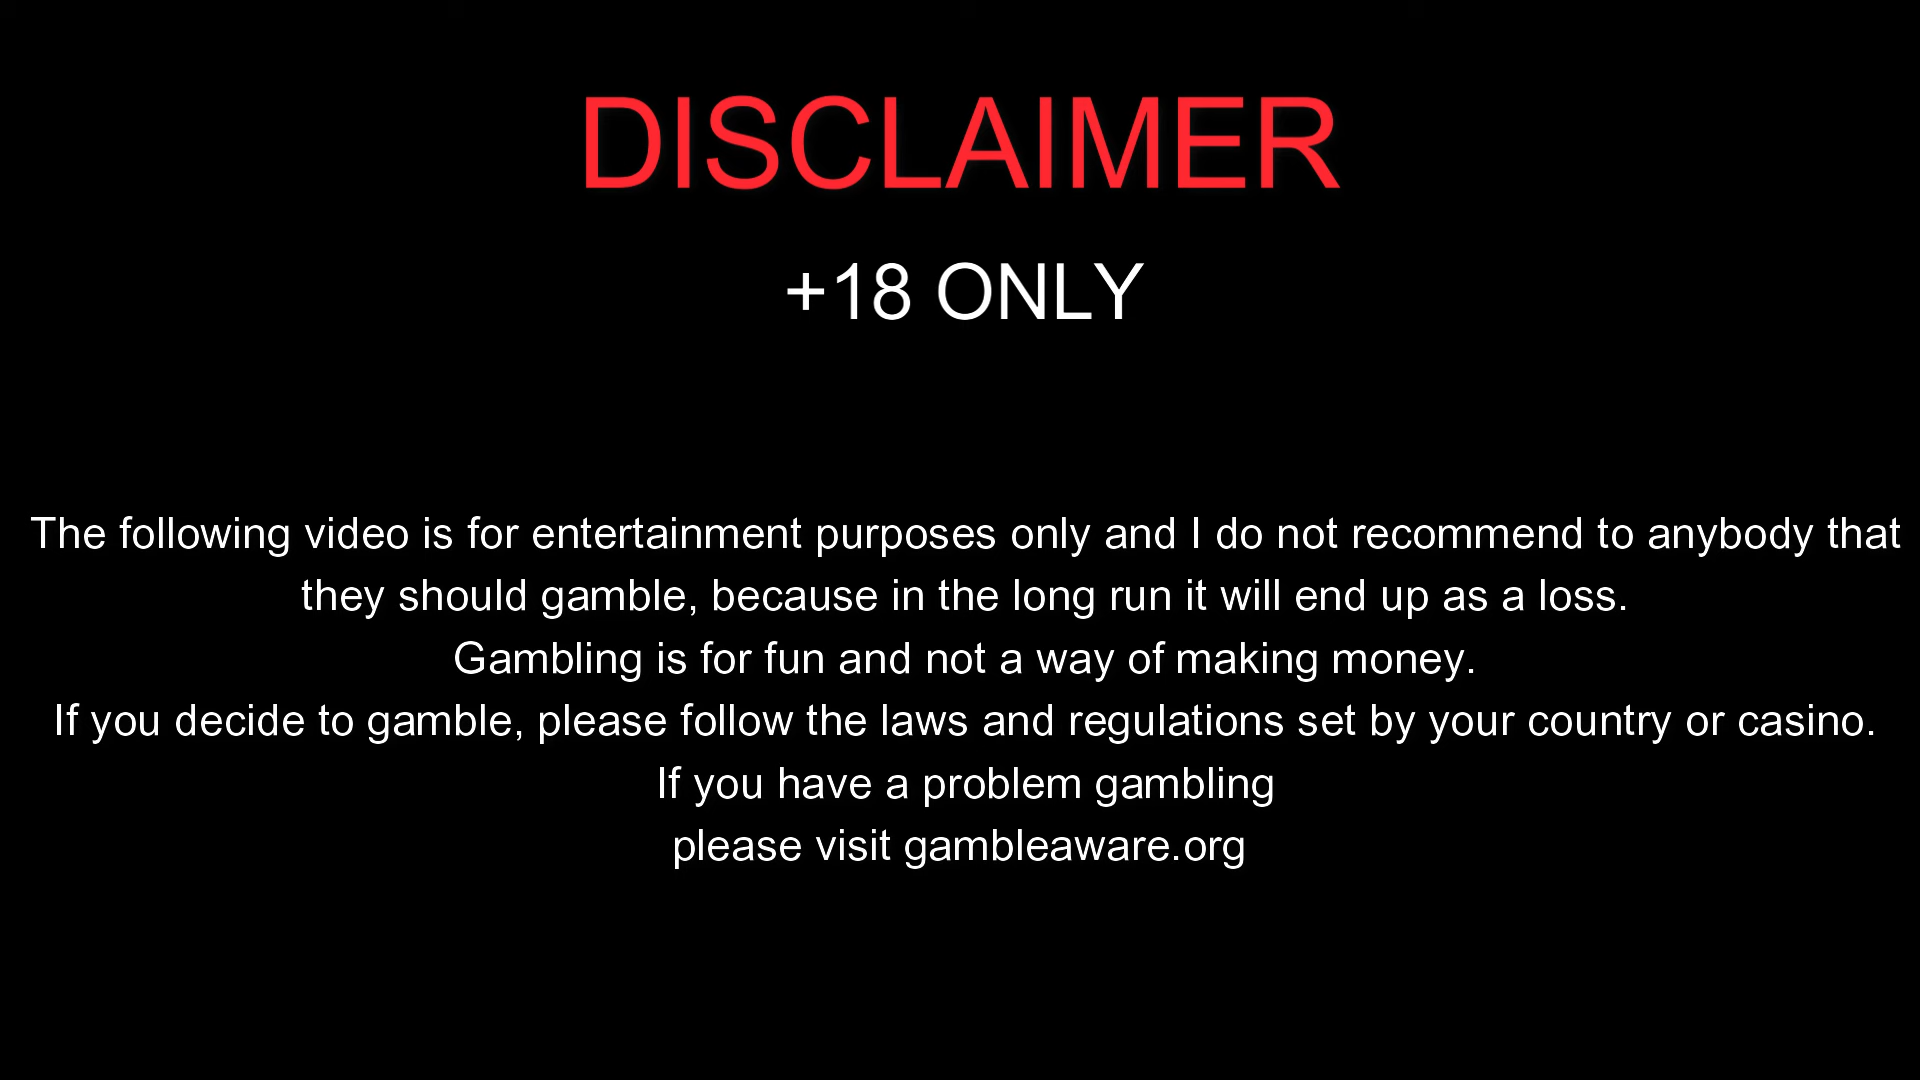 DISCLAIMER
+18 ONLY
The following video is for entertainment purposes only and I do not recommend to anybody that
they should gamble, because in the long run it will end up as a loss.
Gambling is for fun and not a way of making money.
If you decide to gamble, please follow the laws and regulations set by your country or casino.
If you have a problem gambling
please visit gambleaware.org